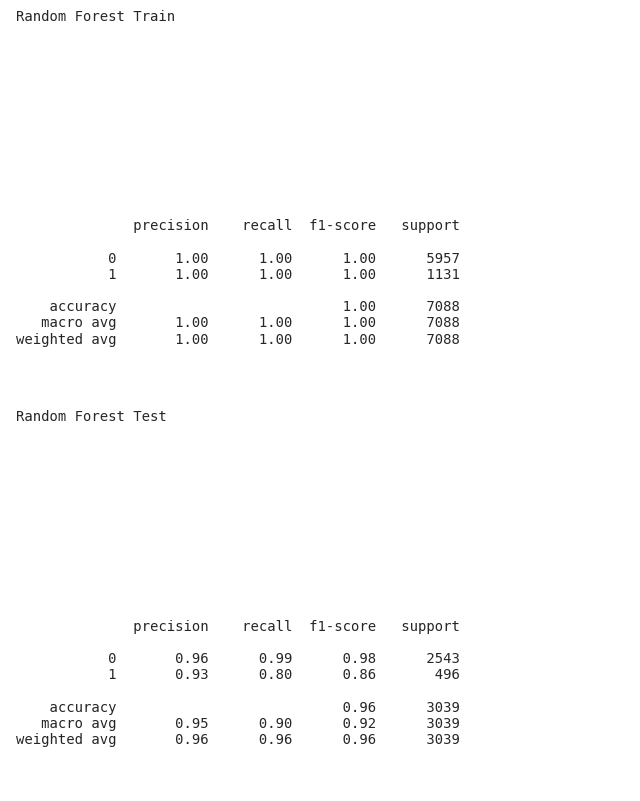 Random Forest Train
precision recall f1-score support
0 1.00 1.00 1.00 5957
1 1.00 1.00 1.00 1131
accuracy 1.00 7088
macro avg 1.00 1.00 1.00 7088
weighted avg 1.00 1.00 1.00 7088
Random Forest Test
precision recall f1-score support
0 0.96 0.99 0.98 2543
1 0.93 0.80 0.86 496
accuracy 0.96 3039
macro avg 0.95 0.90 0.92 3039
weighted avg 0.96 0.96 0.96 3039